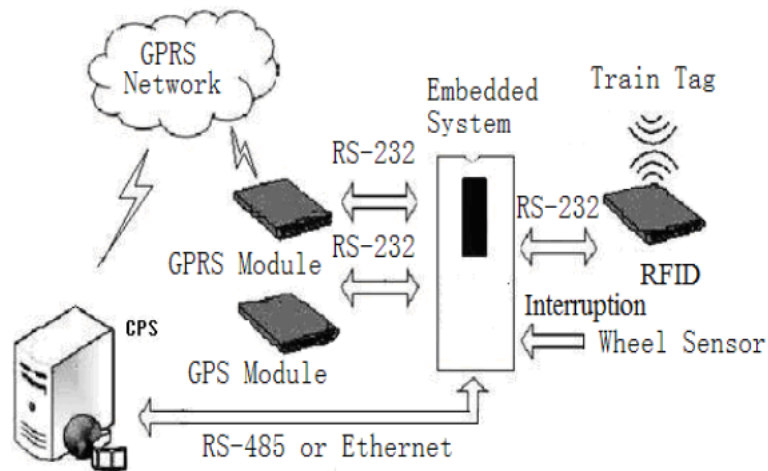 GPRS
Network
Embedded
System
Train Tag
RS-232
RS-232
RS-232
GPRS Module
RFID
Interruption
Wheel Sensor
CPS
GPS Module
RS-485 or Ethernet